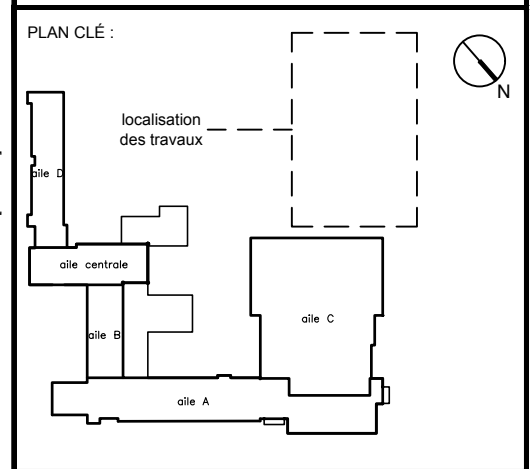 PLAN CLÉ :
N
localisation
des travaux
aile D
aile centrale
aile B
aile C
aile A